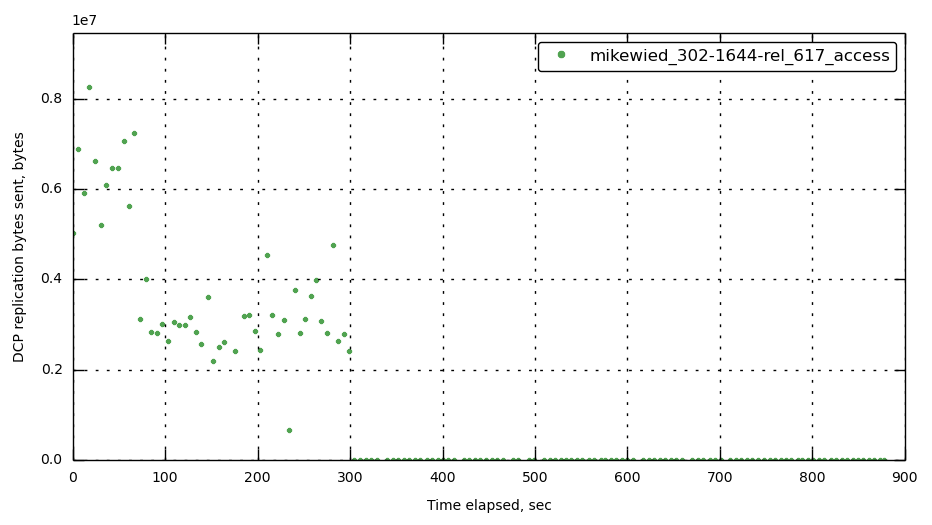 1e7
mikewied_302-1644-rel_617_access
0.8
0.6
0.4
0.2
0.0
DCP replication bytes sent, bytes
0 100 200 300 400 500 600 700 800 900
Time elapsed, sec